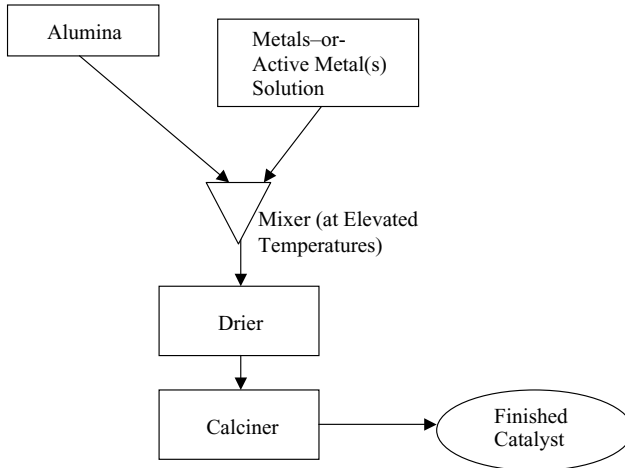 Alumina
Metals–or-
Active Metal(s)
Solution
Mixer (at Elevated
Temperatures)
Drier
Calciner
Finished
Catalyst